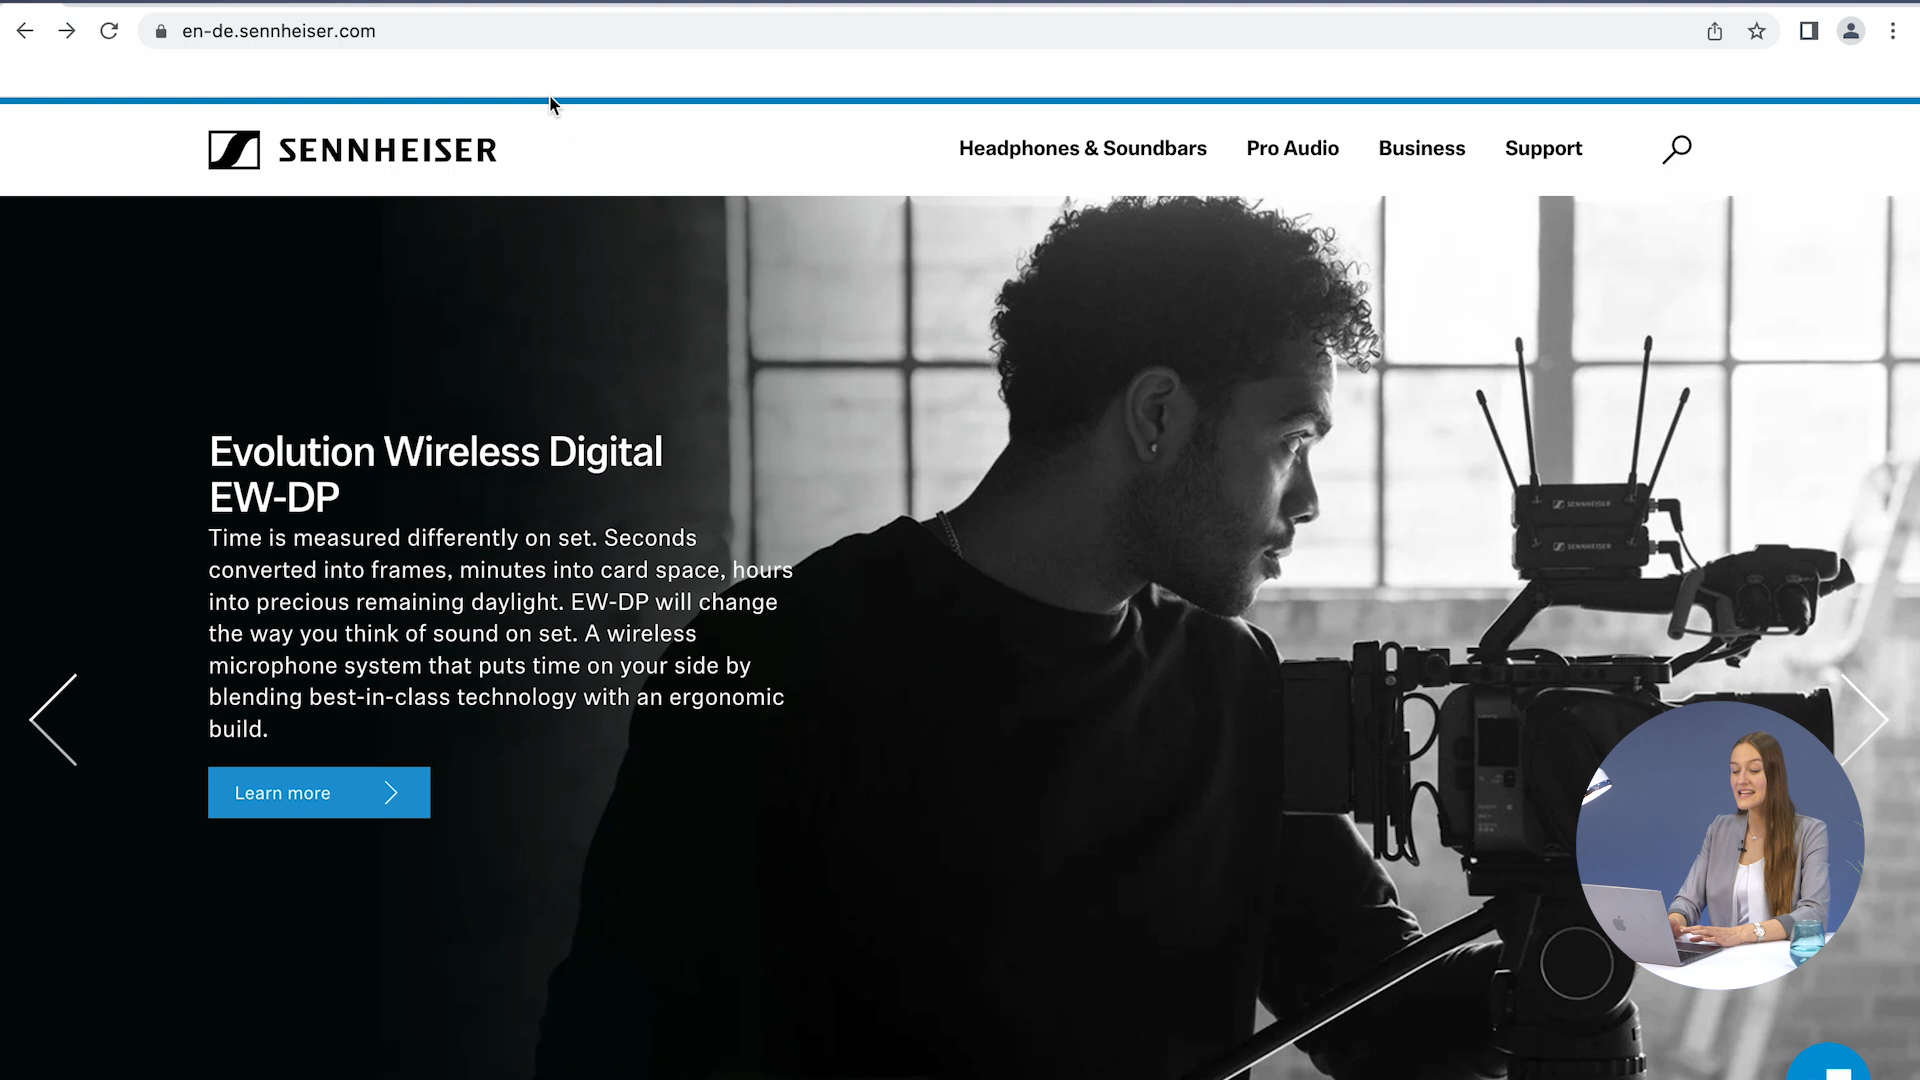 en-de.sennheiser.com
SENNHEISER
Headphones & Soundbars Pro Audio Business Support
Evolution Wireless Digital
EW-DP
Time is measured differently on set. Seconds
converted into frames, minutes into card space, hours
into precious remaining daylight. EW-DP will change
the way you think of sound on set. A wireless
microphone system that puts time on your side by
blending best-in-class technology with an ergonomic
build.
Learn more
SENNHEISER
SENNHEISER